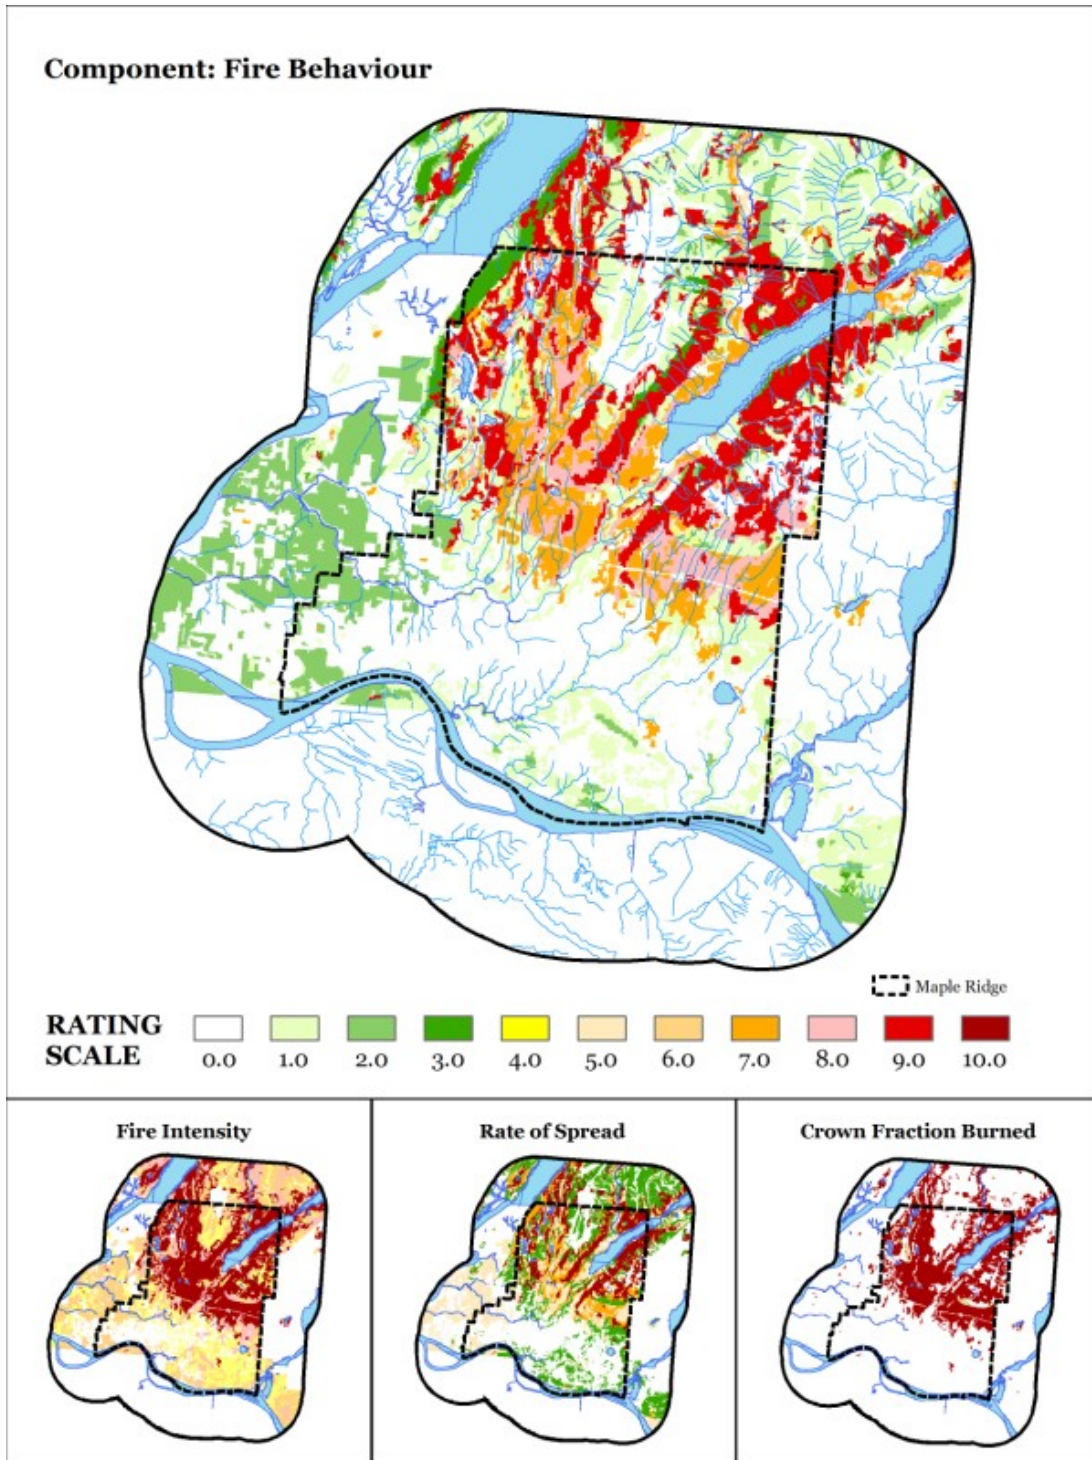 Component: Fire Behaviour
Maple Ridge
RATING
SCALE
0.0 1.0 2.0 3.0 4.0 5.0 6.0 7.0 8.0 9.0 10.0
Fire Intensity
Rate of Spread
Crown Fraction Burned